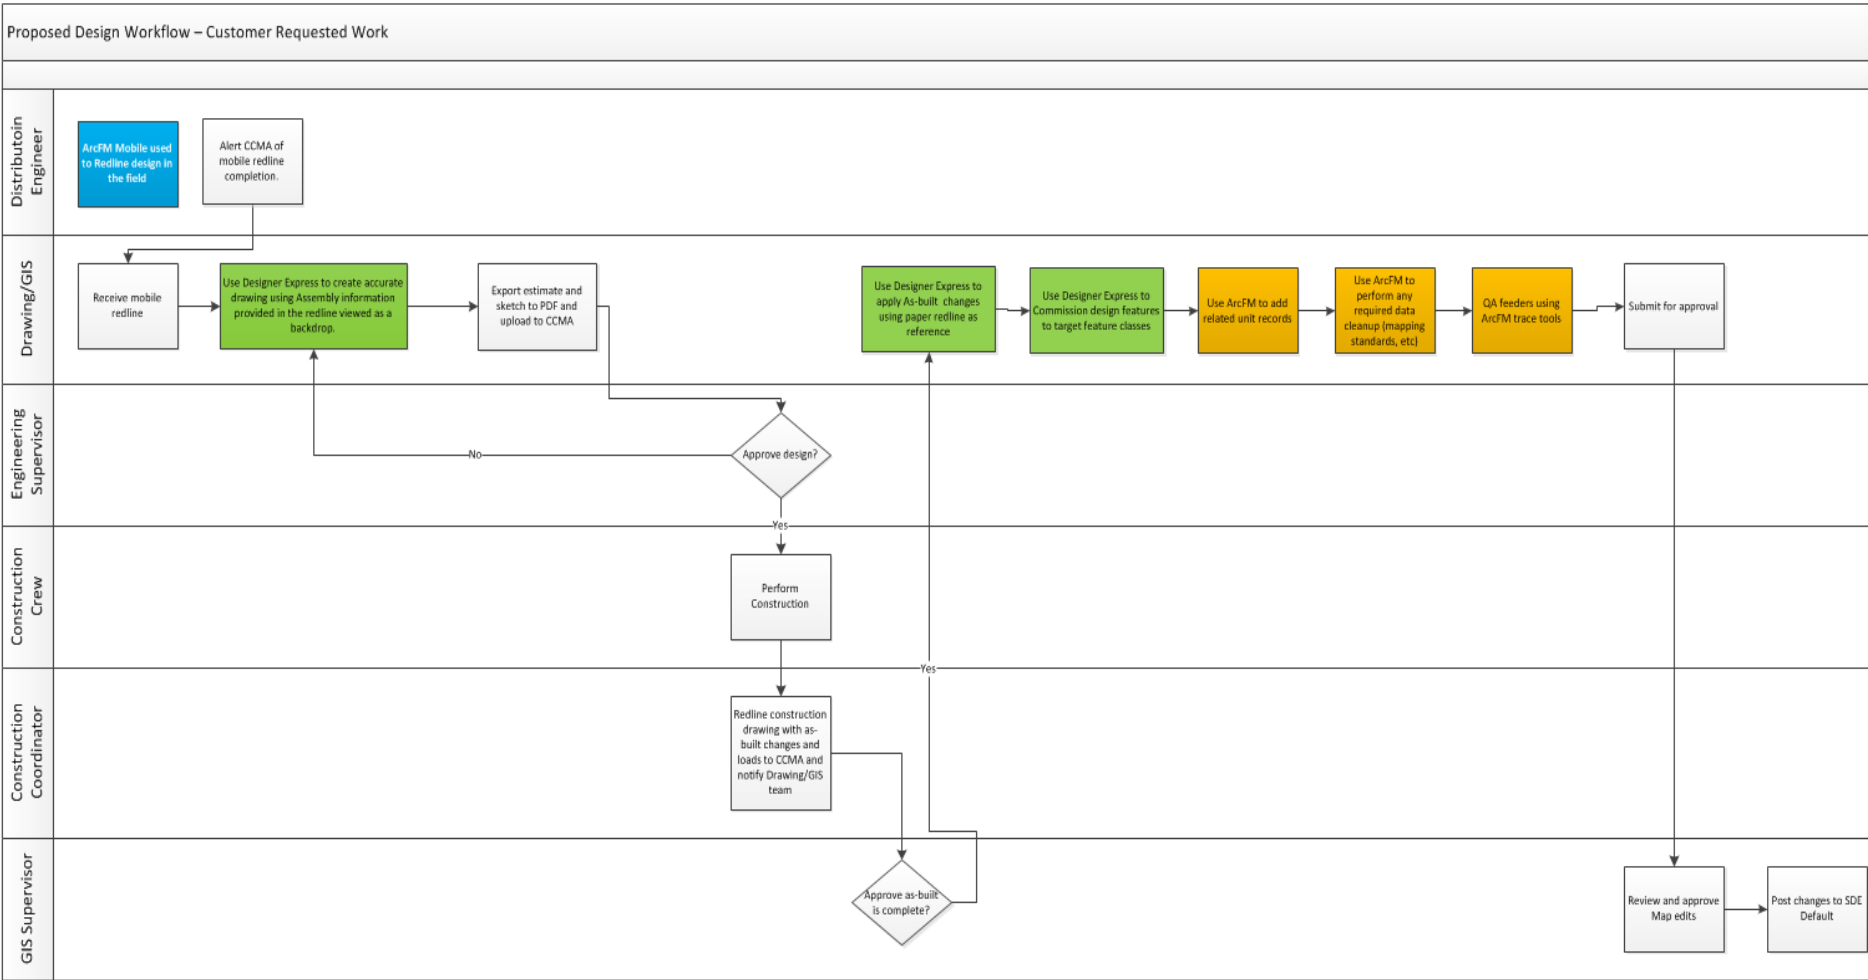 Proposed Design Workflow – Customer Requested Work
Distributoin
Engineer
ArcFM Mobile used
to Redline design in
the field
Alert CCMA of
mobile redline
completion.
Drawing/GIS
Receive mobile
redline
Use Designer Express to create accurate
drawing using Assembly information
provided in the redline viewed as a
backdrop.
Export estimate and
sketch to PDF and
upload to CCMA
Use Designer Express to
apply As-built changes
using paper redline as
reference
Use Designer Express to
Commission design features
to target feature classes
Use ArcFM to add
related unit records
Use ArcFM to
perform any
required data
cleanup (mapping
standards, etc)
QA feeders using
ArcFM trace tools
Submit for approval
Engineering
Supervisor
No
Approve design?
Yes
Construction
Crew
Perform
Construction
Yes
Construction
Coordinator
Redline construction
drawing with as-
built changes and
loads to CCMA and
notify Drawing/GIS
team
GIS Supervisor
Approve as-built
is complete?
Review and approve
Map edits
Post changes to SDE
Default